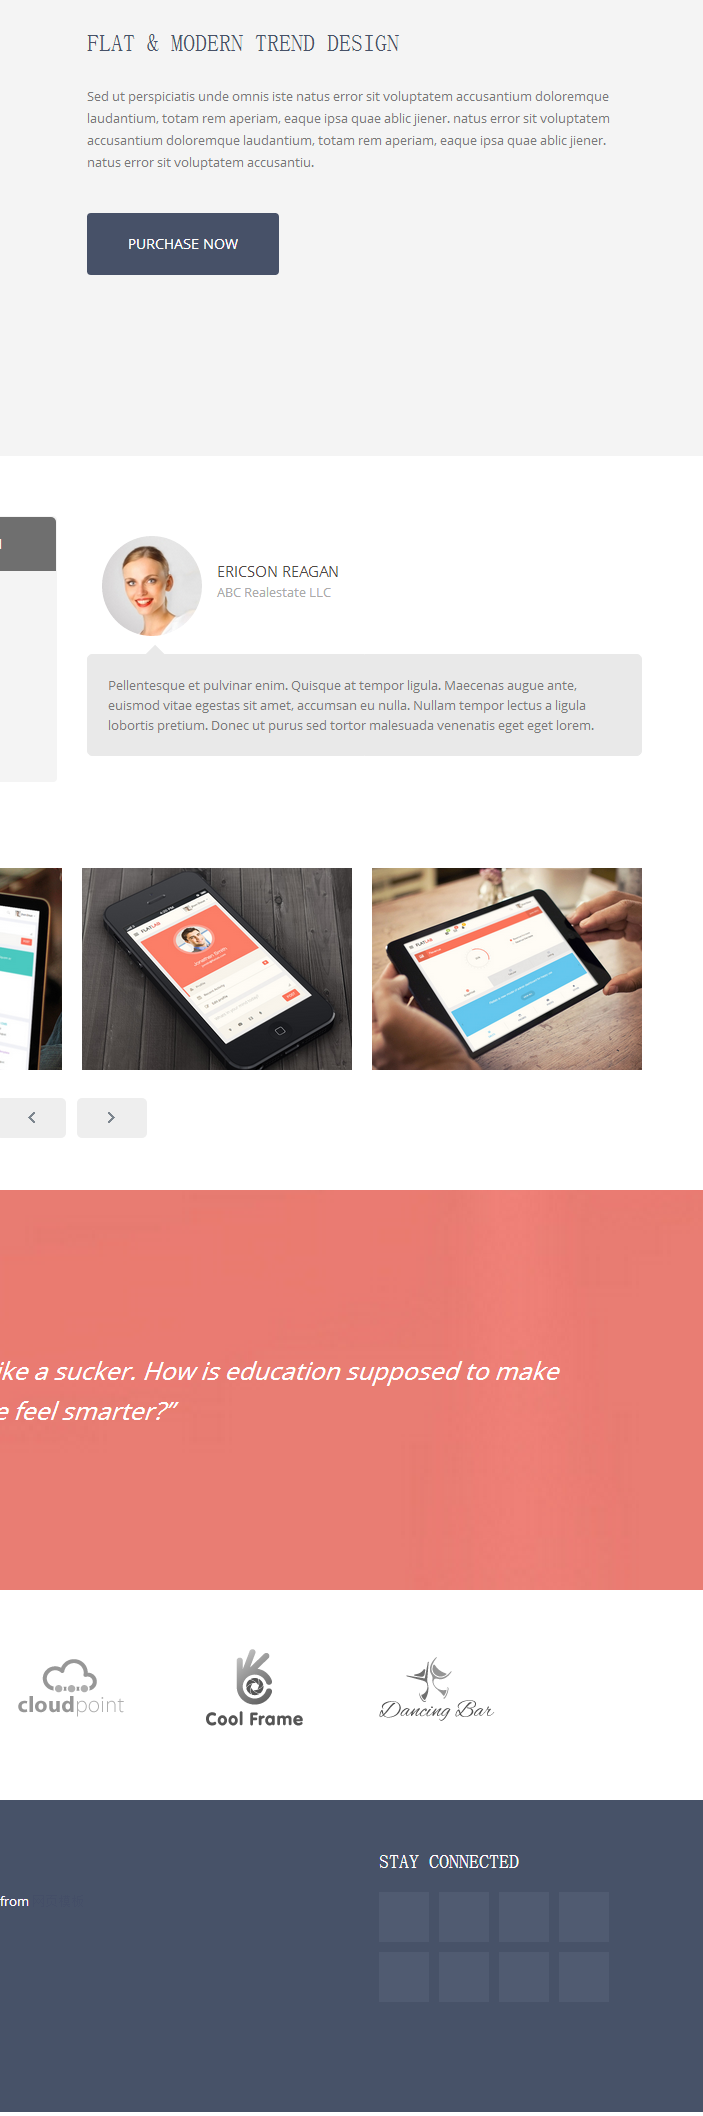 FLAT & MODERN TREND DESIGN
Sed ut perspiciatis unde omnis iste natus error sit voluptatem accusantium doloremque
laudantium, totam rem aperiam, eaque ipsa quae ablic jiener. natus error sit voluptatem
accusantium doloremque laudantium, totam rem aperiam, eaque ipsa quae ablic jiener.
natus error sit voluptatem accusantiu.
PURCHASE NOW
ERICSON REAGAN
ABC Realestate LLC
Pellentesque et pulvinar enim. Quisque at tempor ligula. Maecenas augue ante,
euismod vitae egestas sit amet, accumsan eu nulla. Nullam tempor lectus a ligula
lobortis pretium. Donec ut purus sed tortor malesuada venenatis eget eget lorem.
FLATLAB
FLATLAB
ike a sucker. How is education supposed to make
e feel smarter?”
cloudpoint
Cool Frame
Dancing Bar
STAY CONNECTED
from